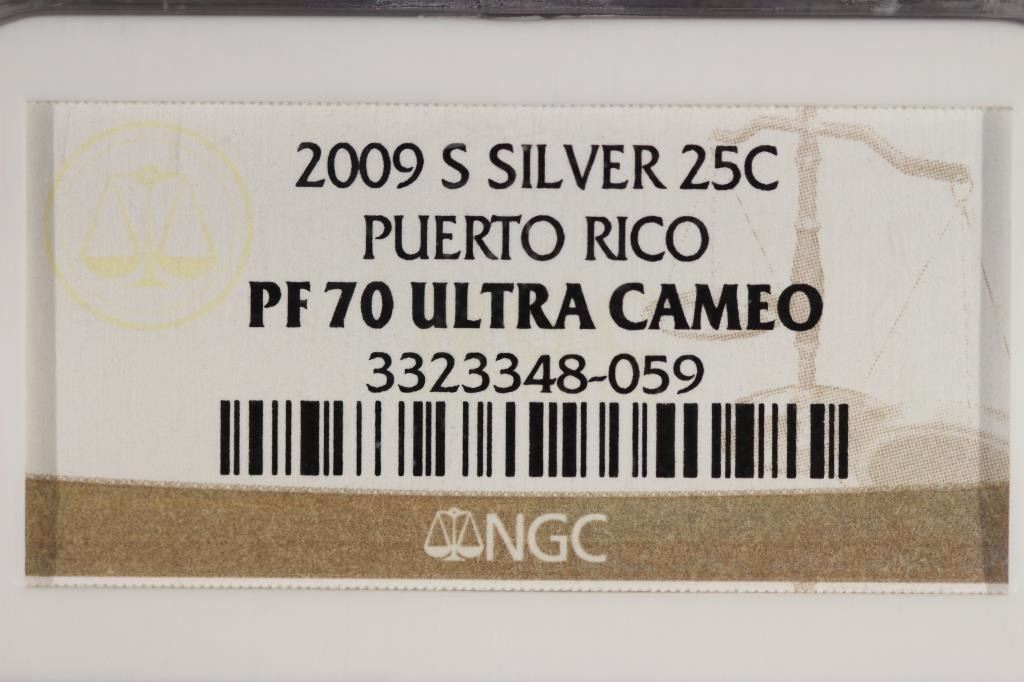 2009 S SILVER 25C
PUERTO RICO
PF 70 ULTRA CAMEO
3323348-059
NGC